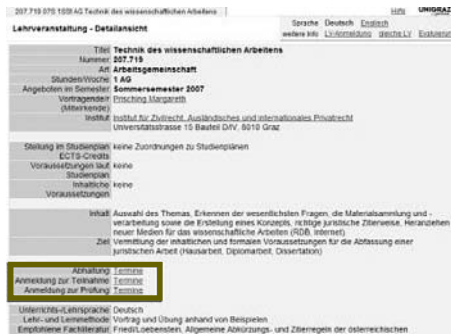 207.719 07S 1SSt AG Technik des wissenschaftlichen Arbeitens
Hilfe UNIGRAZ
Lehrveranstaltung - Detailansicht
Sprache Deutsch Englisch
weitere Info LV-Anmeldung gleiche LV Evaluierung
Titel Technik des wissenschaftlichen Arbeitens
Nummer 207.719
Art Arbeitsgemeinschaft
Stunden/Woche 1 AG
Angeboten im Semester Sommersemester 2007
Vortragende/r Prisching Margareth
(Mitwirkende)
Institut Institut für Zivilrecht, Ausländisches und Internationales Privatrecht
Universitätsstrasse 15 Bauteil D/IV, 8010 Graz
Stellung im Studienplan keine Zuordnungen zu Studienplänen
ECTS-Credits
Voraussetzungen laut keine
Studienplan
Inhaltliche keine
Voraussetzungen
Inhalt Auswahl des Themas, Erkennen der wesentlichsten Fragen, die Materialsammlung und -
verarbeitung sowie die Erstellung eines Konzepts, richtige juristische Zitierweise, Heranziehen
neuer Medien für das wissenschaftliche Arbeiten (RDB, Internet)
Ziel Vermittlung der inhaltlichen und formalen Voraussetzungen für die Abfassung einer
juristischen Arbeit (Hausarbeit, Diplomarbeit, Dissertation)
Abhaltung Termine
Anmeldung zur Teilnahme Termine
Anmeldung zur Prüfung Termine
Unterrichts-/Lehrsprache Deutsch
Lehr- und Lernmethode Vortrag und Übung anhand von Beispielen
Empfohlene Fachliteratur Friedl/Loebenstein, Allgemeine Abkürzungs- und Zitierregeln der österreichischen